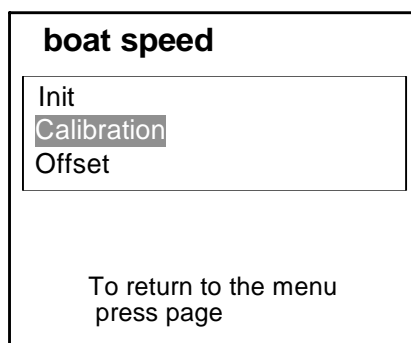 boat speed
Init
Calibration
Offset
To return to the menu
press page